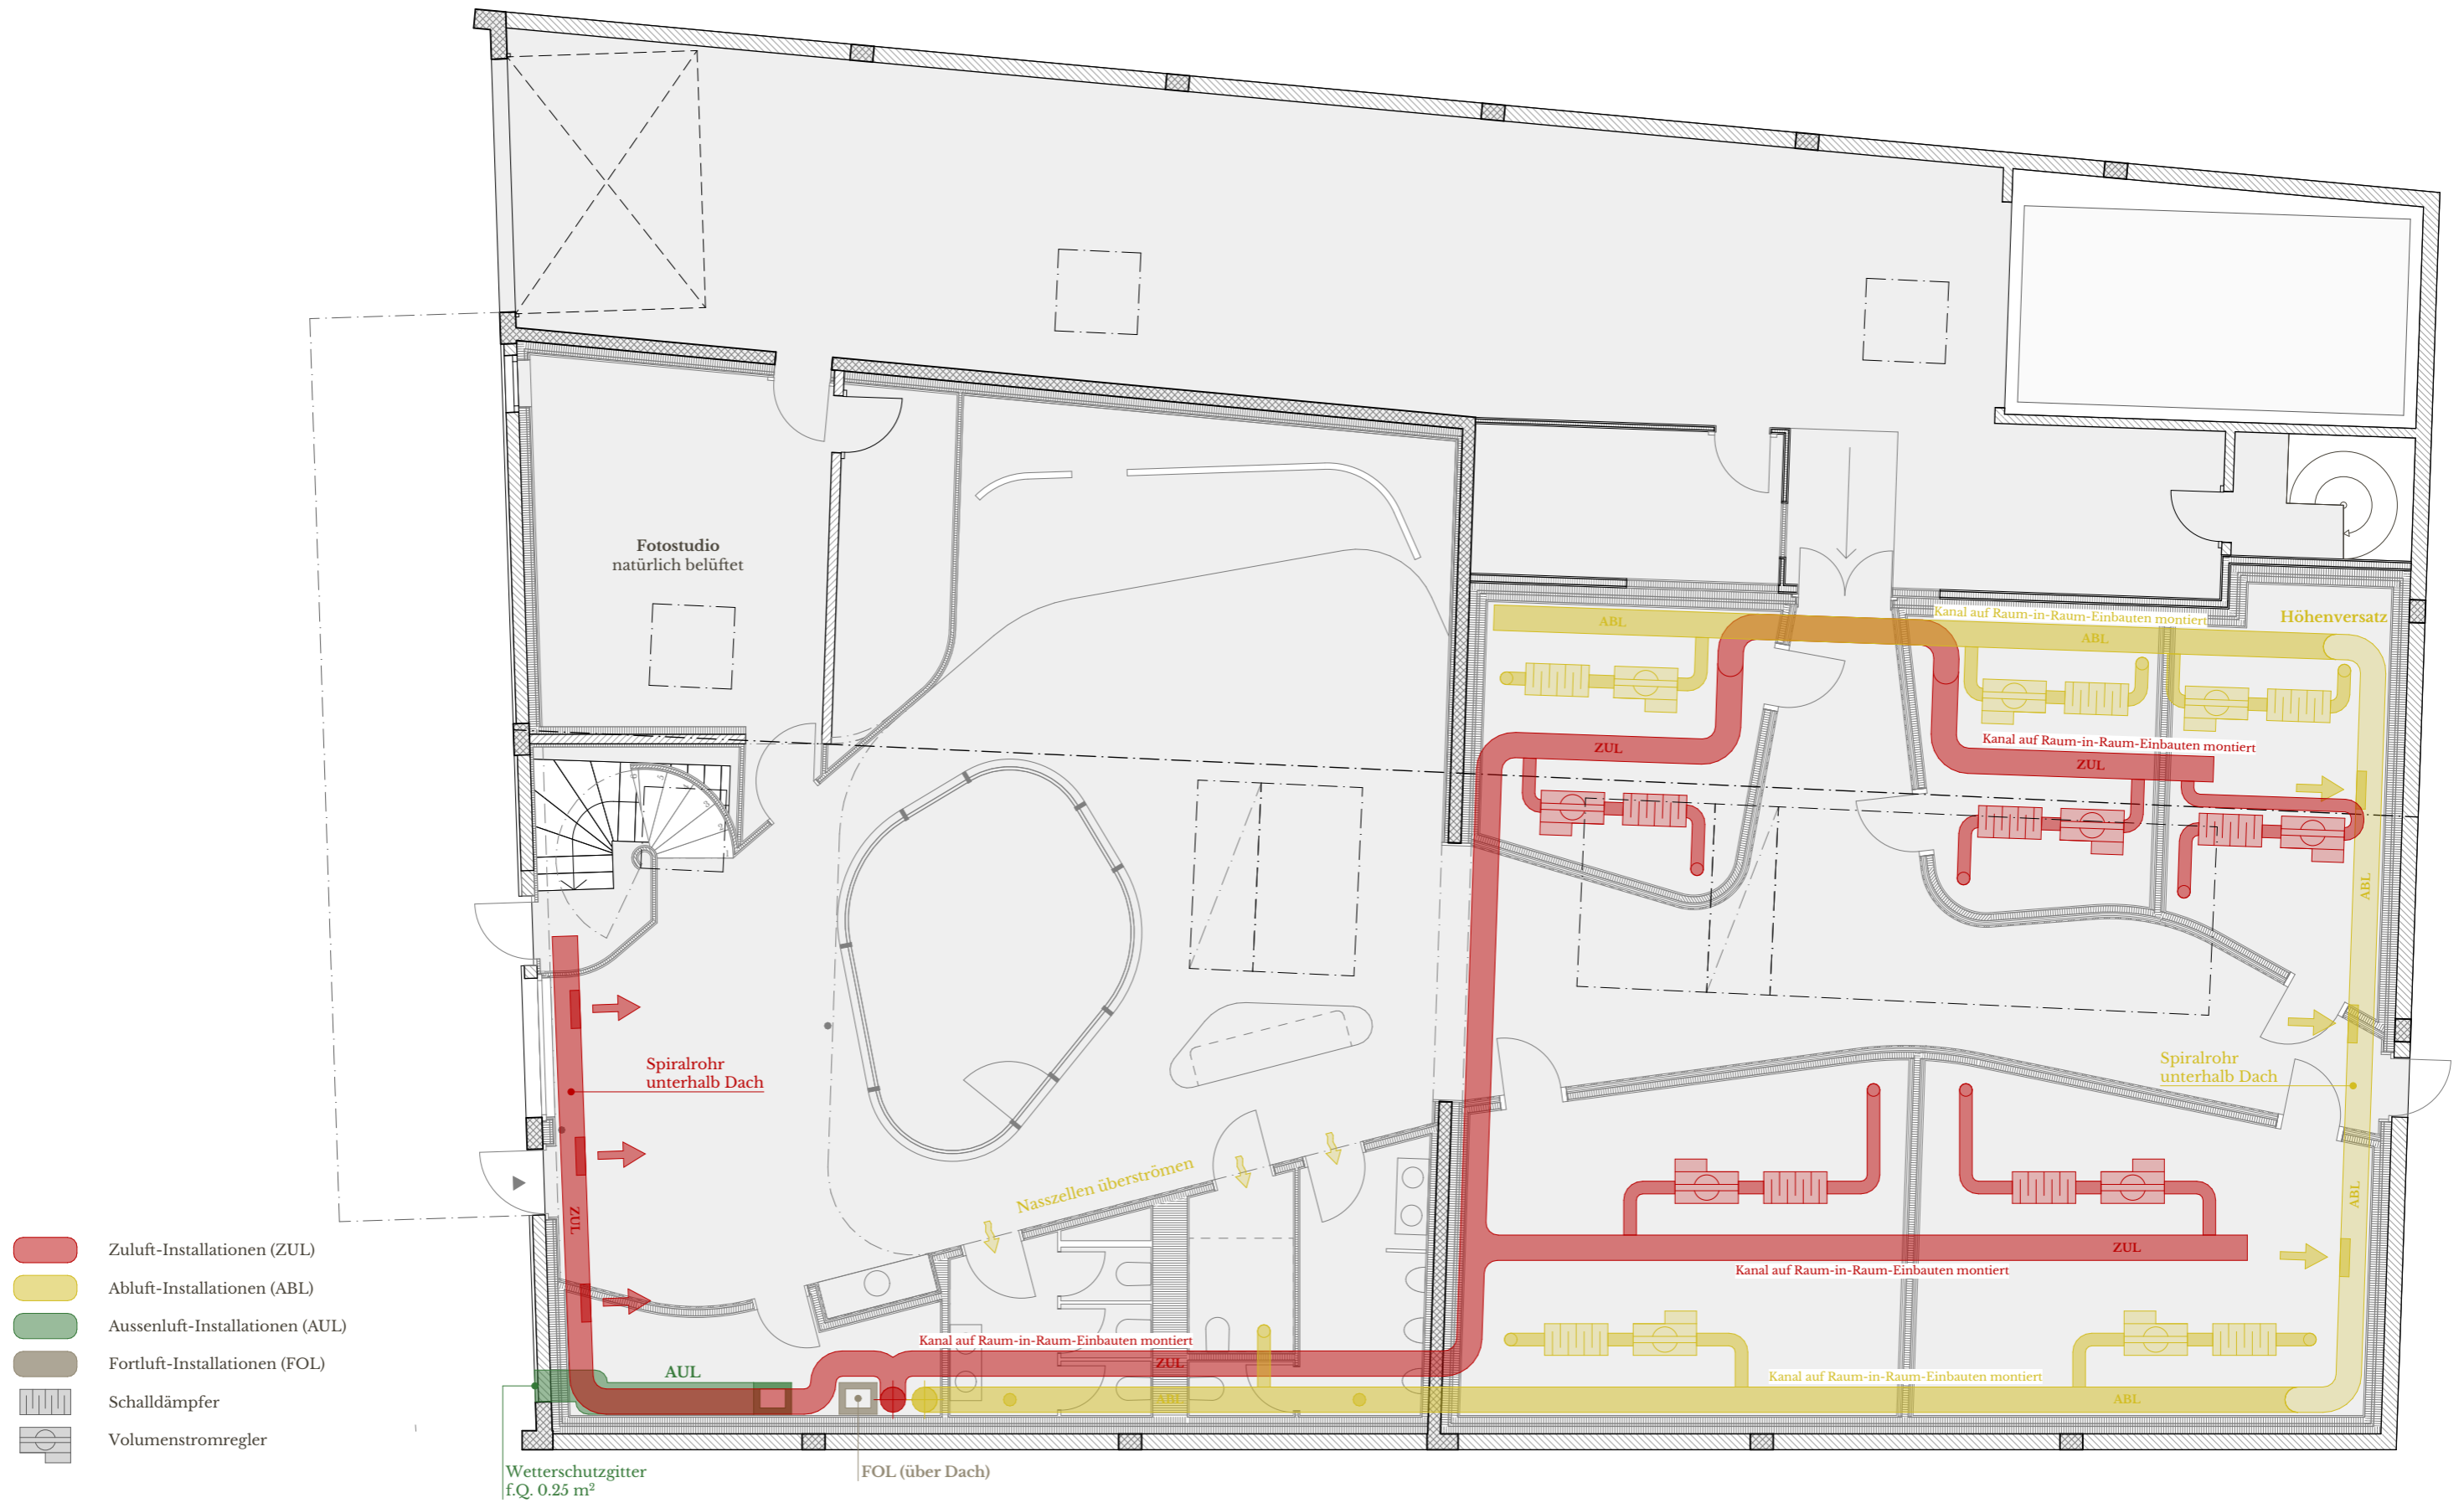 Fotostudio
natürlich belüftet
Kanal auf Raum-in-Raum-Einbauten montiert
Höhenversatz
ABL
ABL
ZUL
Kanal auf Raum-in-Raum-Einbauten montiert
ZUL
ABL
Spiralrohr
unterhalb Dach
Spiralrohr
unterhalb Dach
Nasszellen überströmen
ZUL
ABL
ZUL
Kanal auf Raum-in-Raum-Einbauten montiert
Kanal auf Raum-in-Raum-Einbauten montiert
ZUL
AUL
Kanal auf Raum-in-Raum-Einbauten montiert
ABL
ABL
Zuluft-Installationen (ZUL)
Abluft-Installationen (ABL)
Aussenluft-Installationen (AUL)
Fortluft-Installationen (FOL)
Schalldämpfer
Volumenstromregler
Wetterschutzgitter
f.Q. 0.25 m²
FOL (über Dach)